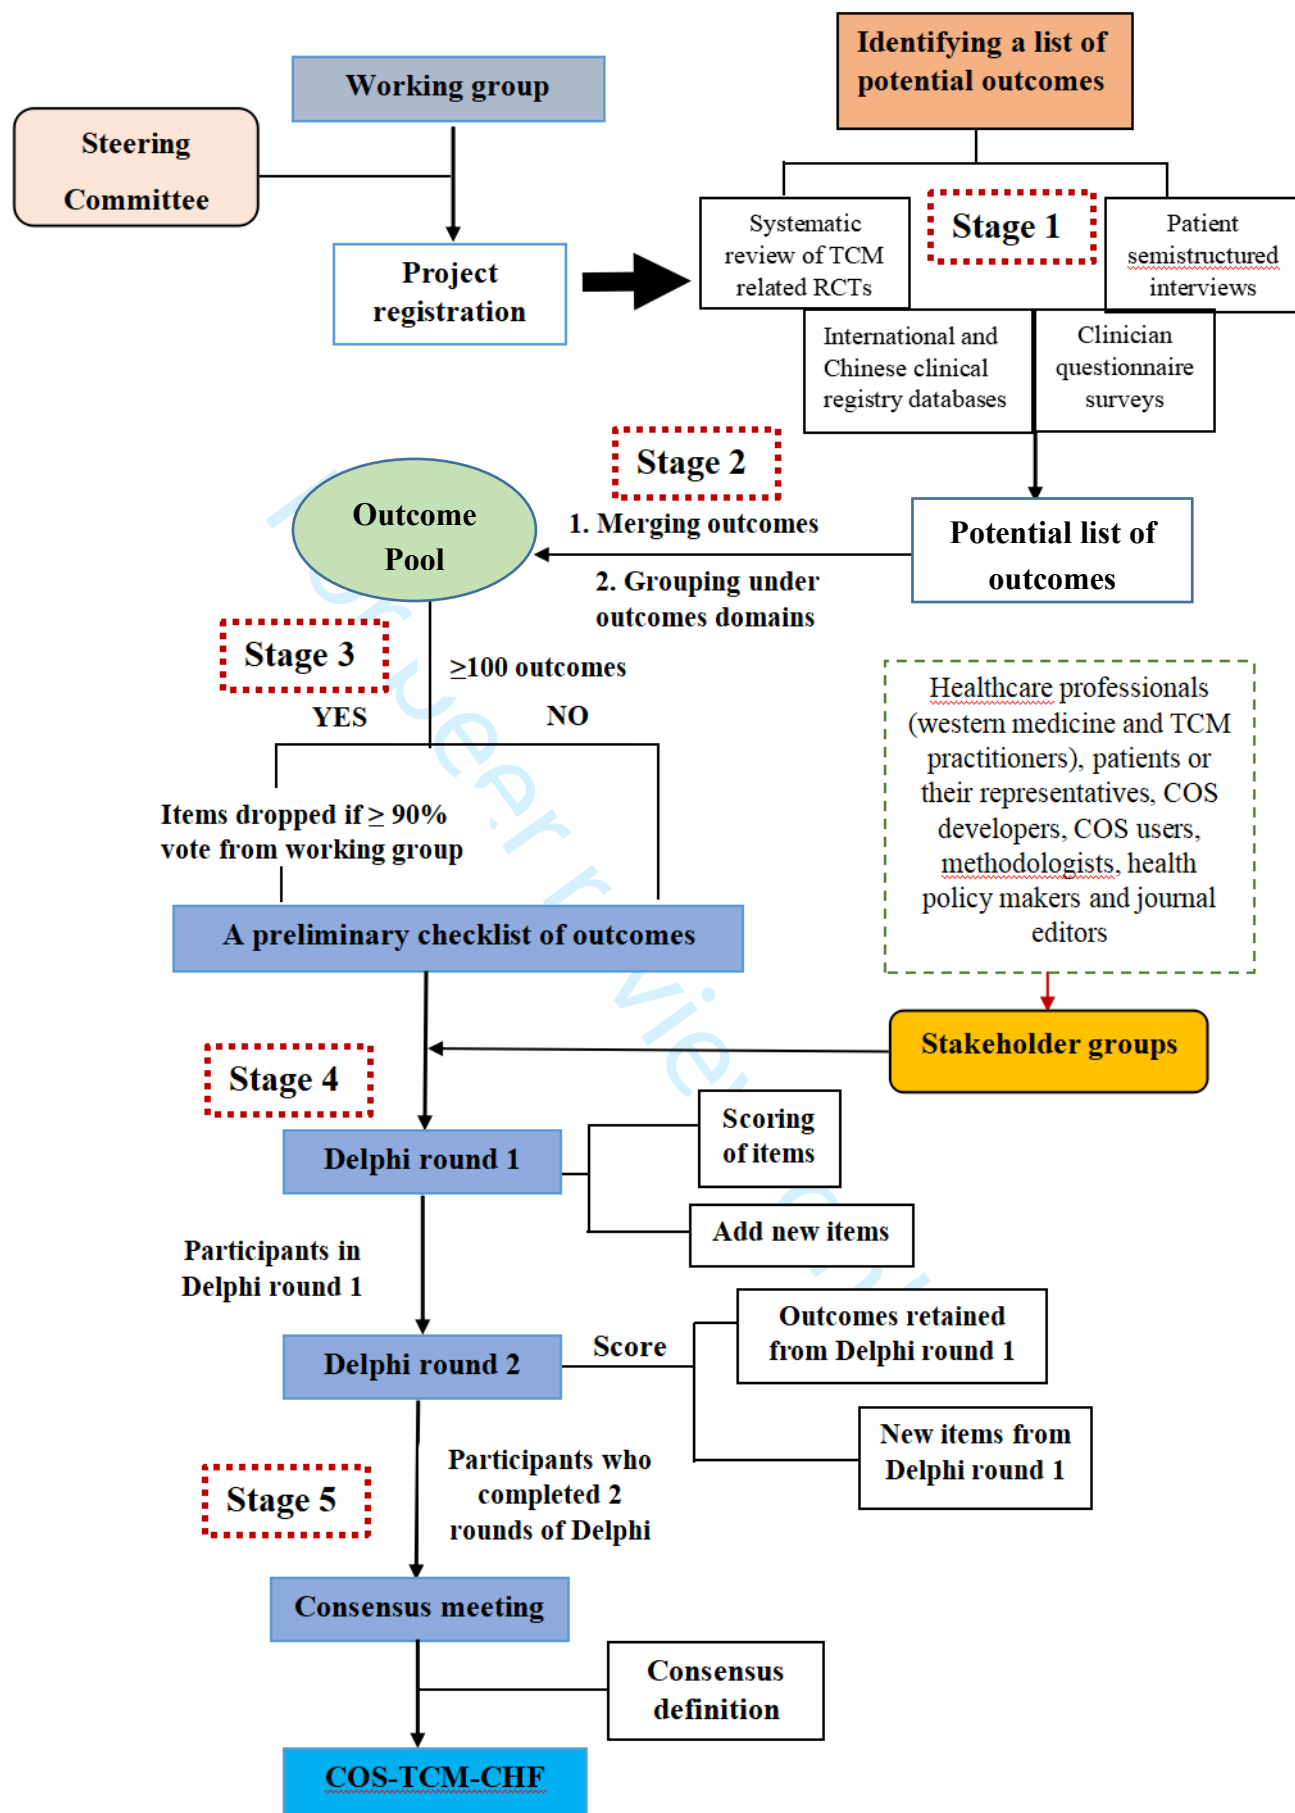 Identifying a list of
potential outcomes
Working group
Steering
Committee
Project
registration
Stage 1
Systematic
review of TCM
related RCTs
Patient
semistructured
interviews
International and
Chinese clinical
registry databases
Clinician
questionnaire
surveys
Stage 2
1. Merging outcomes
2. Grouping under
outcomes domains
Potential list of
outcomes
Outcome
Pool
Stage 3
≥100 outcomes
YES
NO
Items dropped if ≥ 90%
vote from working group
A preliminary checklist of outcomes
Healthcare professionals
(western medicine and TCM
practitioners), patients or
their representatives, COS
developers, COS users,
methodologists, health
policy makers and journal
editors
Stakeholder groups
Stage 4
Delphi round 1
Scoring
of items
Add new items
Participants in
Delphi round 1
Delphi round 2
Score
Outcomes retained
from Delphi round 1
New items from
Delphi round 1
Stage 5
Participants who
completed 2
rounds of Delphi
Consensus meeting
Consensus
definition
COS-TCM-CHF